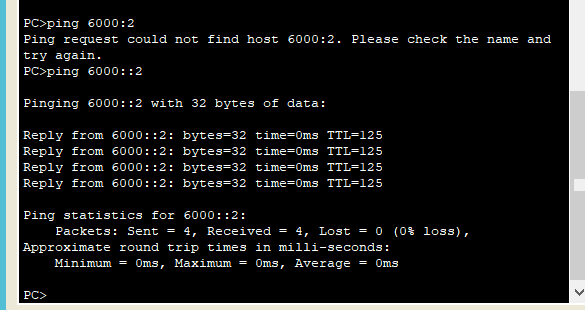 PC>ping 6000:2
Ping request could not find host 6000:2. Please check the name and
try again.
PC>ping 6000::2
Pinging 6000::2 with 32 bytes of data:
Reply from 6000::2: bytes=32 time=0ms TTL=125
Reply from 6000::2: bytes=32 time=0ms TTL=125
Reply from 6000::2: bytes=32 time=0ms TTL=125
Reply from 6000::2: bytes=32 time=0ms TTL=125
Ping statistics for 6000::2:
Packets: Sent = 4, Received = 4, Lost = 0 (0% loss),
Approximate round trip times in milli-seconds:
Minimum = 0ms, Maximum = 0ms, Average = 0ms
PC>